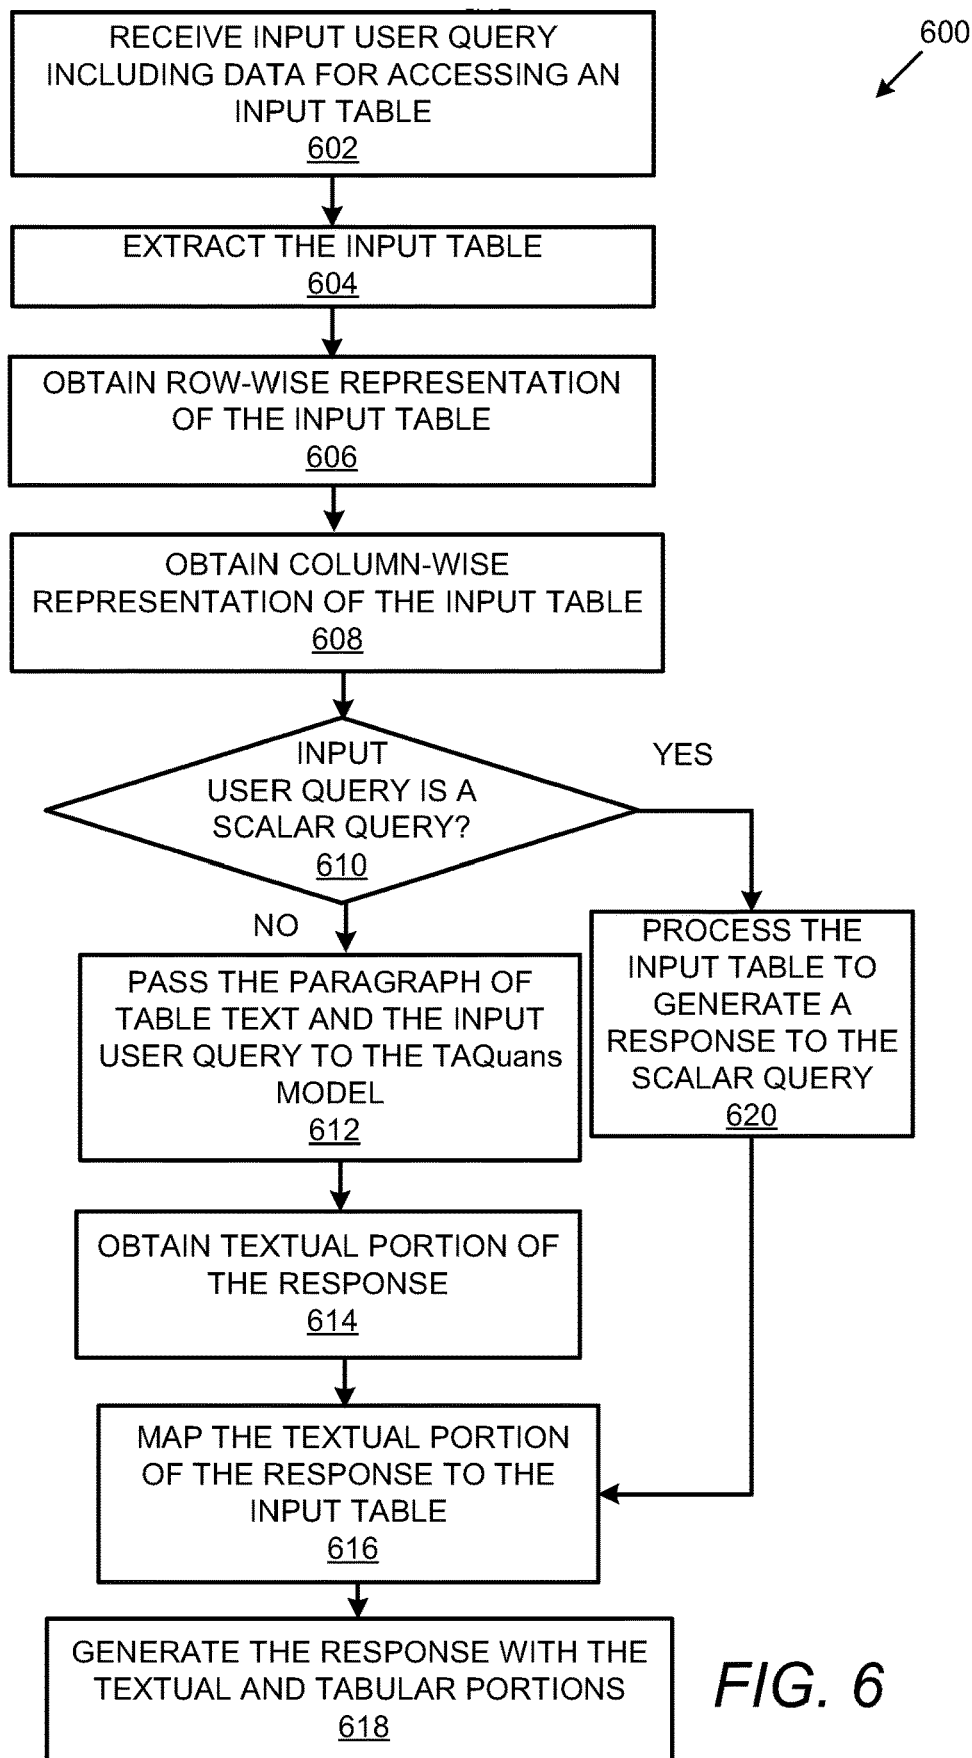 600
RECEIVE INPUT USER QUERY
INCLUDING DATA FOR ACCESSING AN
INPUT TABLE
602
EXTRACT THE INPUT TABLE
604
OBTAIN ROW-WISE REPRESENTATION
OF THE INPUT TABLE
606
OBTAIN COLUMN-WISE
REPRESENTATION OF THE INPUT TABLE
608
INPUT
USER QUERY IS A
SCALAR QUERY?
610
YES
NO
PASS THE PARAGRAPH OF
TABLE TEXT AND THE INPUT
USER QUERY TO THE TAQuans
MODEL
612
PROCESS THE
INPUT TABLE TO
GENERATE A
RESPONSE TO THE
SCALAR QUERY
620
OBTAIN TEXTUAL PORTION OF
THE RESPONSE
614
MAP THE TEXTUAL PORTION
OF THE RESPONSE TO THE
INPUT TABLE
616
GENERATE THE RESPONSE WITH THE
TEXTUAL AND TABULAR PORTIONS
618
FIG. 6